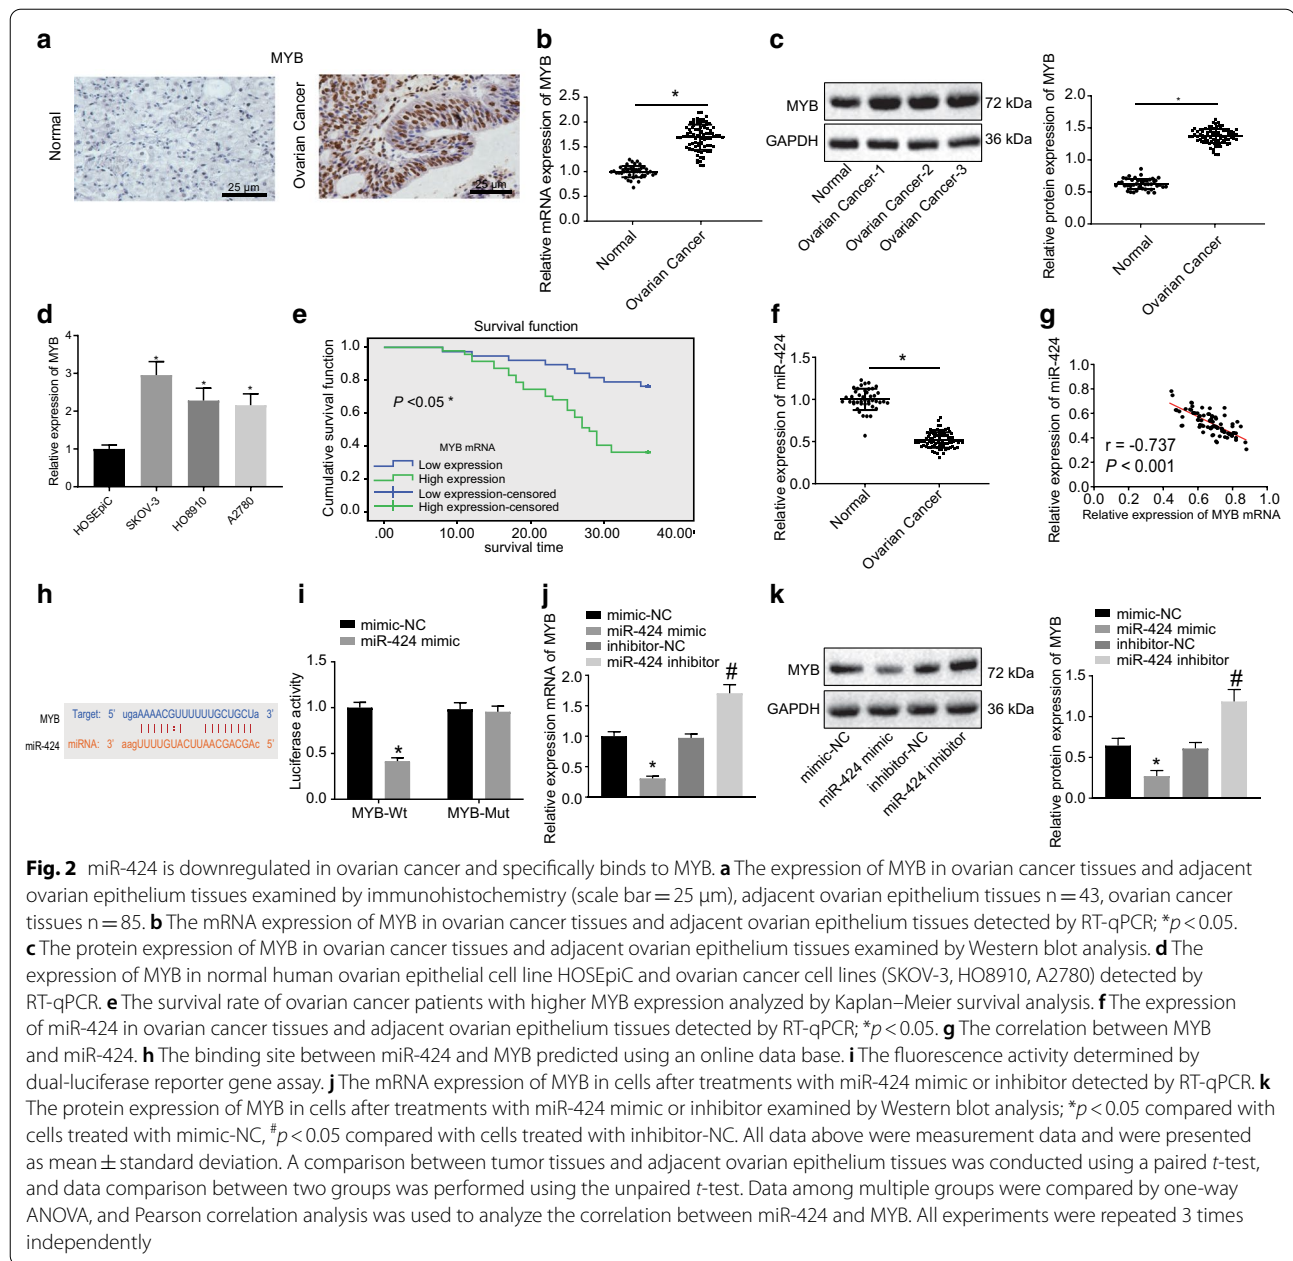 a
MYB
Normal
25 µm
Ovarian Cancer
25 µm
b
Relative mRNA expression of MYB
2.5
2.0
1.5
1.0
0.5
0.0
*
Normal
Ovarian Cancer
c
MYB
72 kDa
GAPDH
36 kDa
Normal
Ovarian Cancer-1
Ovarian Cancer-2
Ovarian Cancer-3
Relative protein expression of MYB
2.0
1.5
1.0
0.5
0.0
*
Normal
Ovarian Cancer
d
Relative expression of MYB
4
3
2
1
0
*
*
*
HOSEpiC
SKOV-3
HO8910
A2780
e
Survival function
Cumulative survival function
1.0
0.8
0.6
0.4
0.2
0.0
P <0.05 *
MYB mRNA
Low expression
High expression
Low expression-censored
High expression-censored
.00
10.00
20.00
30.00
40.00
survival time
f
Relative expression of miR-424
1.5
1.0
0.5
0.0
*
Normal
Ovarian Cancer
g
Relative expression of miR-424
1.0
0.8
0.6
0.4
0.2
0.0
r = -0.737
P < 0.001
0.0
0.2
0.4
0.6
0.8
1.0
Relative expression of MYB mRNA
h
MYB
Target: 5' ugaAAAACGUUUUUUGCUGCUa 3'
miR-424
miRNA: 3' aagUUUUGUACUUAACGACGAc 5'
i
mimic-NC
miR-424 mimic
Luciferase activity
1.5
1.0
0.5
0.0
*
MYB-Wt
MYB-Mut
j
mimic-NC
miR-424 mimic
inhibitor-NC
miR-424 inhibitor
Relative expression mRNA of MYB
2.0
1.5
1.0
0.5
0.0
*
#
k
MYB
72 kDa
GAPDH
36 kDa
mimic-NC
miR-424 mimic
inhibitor-NC
miR-424 inhibitor
mimic-NC
miR-424 mimic
inhibitor-NC
miR-424 inhibitor
Relative protein expression of MYB
1.5
1.0
0.5
0.0
*
#
Fig. 2 miR-424 is downregulated in ovarian cancer and specifically binds to MYB. a The expression of MYB in ovarian cancer tissues and adjacent
ovarian epithelium tissues examined by immunohistochemistry (scale bar = 25 µm), adjacent ovarian epithelium tissues n = 43, ovarian cancer
tissues n = 85. b The mRNA expression of MYB in ovarian cancer tissues and adjacent ovarian epithelium tissues detected by RT-qPCR; *p < 0.05.
c The protein expression of MYB in ovarian cancer tissues and adjacent ovarian epithelium tissues examined by Western blot analysis. d The
expression of MYB in normal human ovarian epithelial cell line HOSEpiC and ovarian cancer cell lines (SKOV-3, HO8910, A2780) detected by
RT-qPCR. e The survival rate of ovarian cancer patients with higher MYB expression analyzed by Kaplan–Meier survival analysis. f The expression
of miR-424 in ovarian cancer tissues and adjacent ovarian epithelium tissues detected by RT-qPCR; *p < 0.05. g The correlation between MYB
and miR-424. h The binding site between miR-424 and MYB predicted using an online data base. i The fluorescence activity determined by
dual-luciferase reporter gene assay. j The mRNA expression of MYB in cells after treatments with miR-424 mimic or inhibitor detected by RT-qPCR. k
The protein expression of MYB in cells after treatments with miR-424 mimic or inhibitor examined by Western blot analysis; *p < 0.05 compared with
cells treated with mimic-NC, #p < 0.05 compared with cells treated with inhibitor-NC. All data above were measurement data and were presented
as mean ± standard deviation. A comparison between tumor tissues and adjacent ovarian epithelium tissues was conducted using a paired t-test,
and data comparison between two groups was performed using the unpaired t-test. Data among multiple groups were compared by one-way
ANOVA, and Pearson correlation analysis was used to analyze the correlation between miR-424 and MYB. All experiments were repeated 3 times
independently